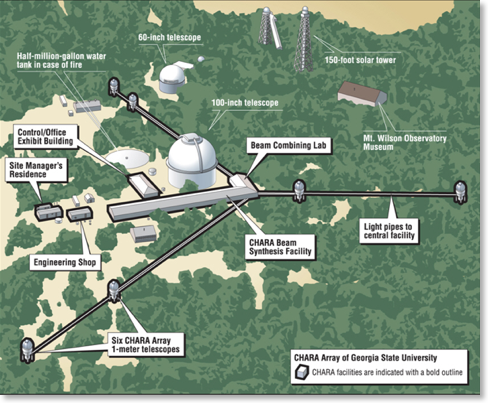 60-inch telescope
Half-million-gallon water
tank in case of fire
150-foot solar tower
100-inch telescope
Control/Office
Exhibit Building
Beam Combining Lab
Mt. Wilson Observatory
Museum
Site Manager's
Residence
Light pipes to
central facility
CHARA Beam
Synthesis Facility
Engineering Shop
Six CHARA Array
1-meter telescopes
CHARA Array of Georgia State University
CHARA facilities are indicated with a bold outline